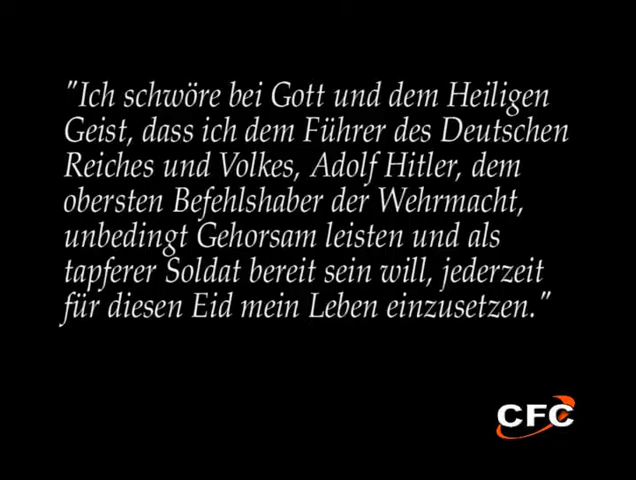 "Ich schwöre bei Gott und dem Heiligen
Geist, dass ich dem Führer des Deutschen
Reiches und Volkes, Adolf Hitler, dem
obersten Befehlshaber der Wehrmacht,
unbedingt Gehorsam leisten und als
tapferer Soldat bereit sein will, jederzeit
für diesen Eid mein Leben einzusetzen."
CFC